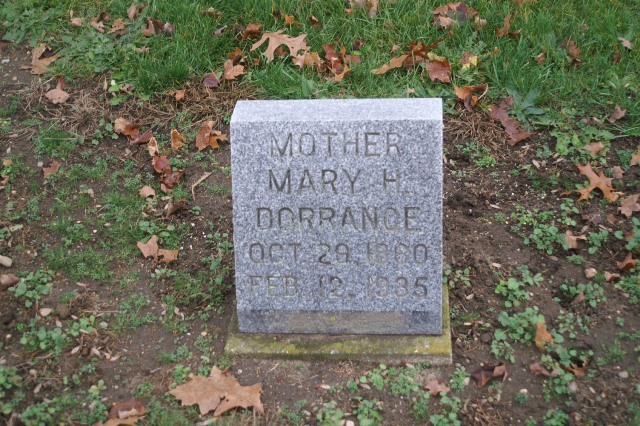 MOTHER
MARY H.
DORRANCE
OCT. 29, 1860
FEB. 12, 1935